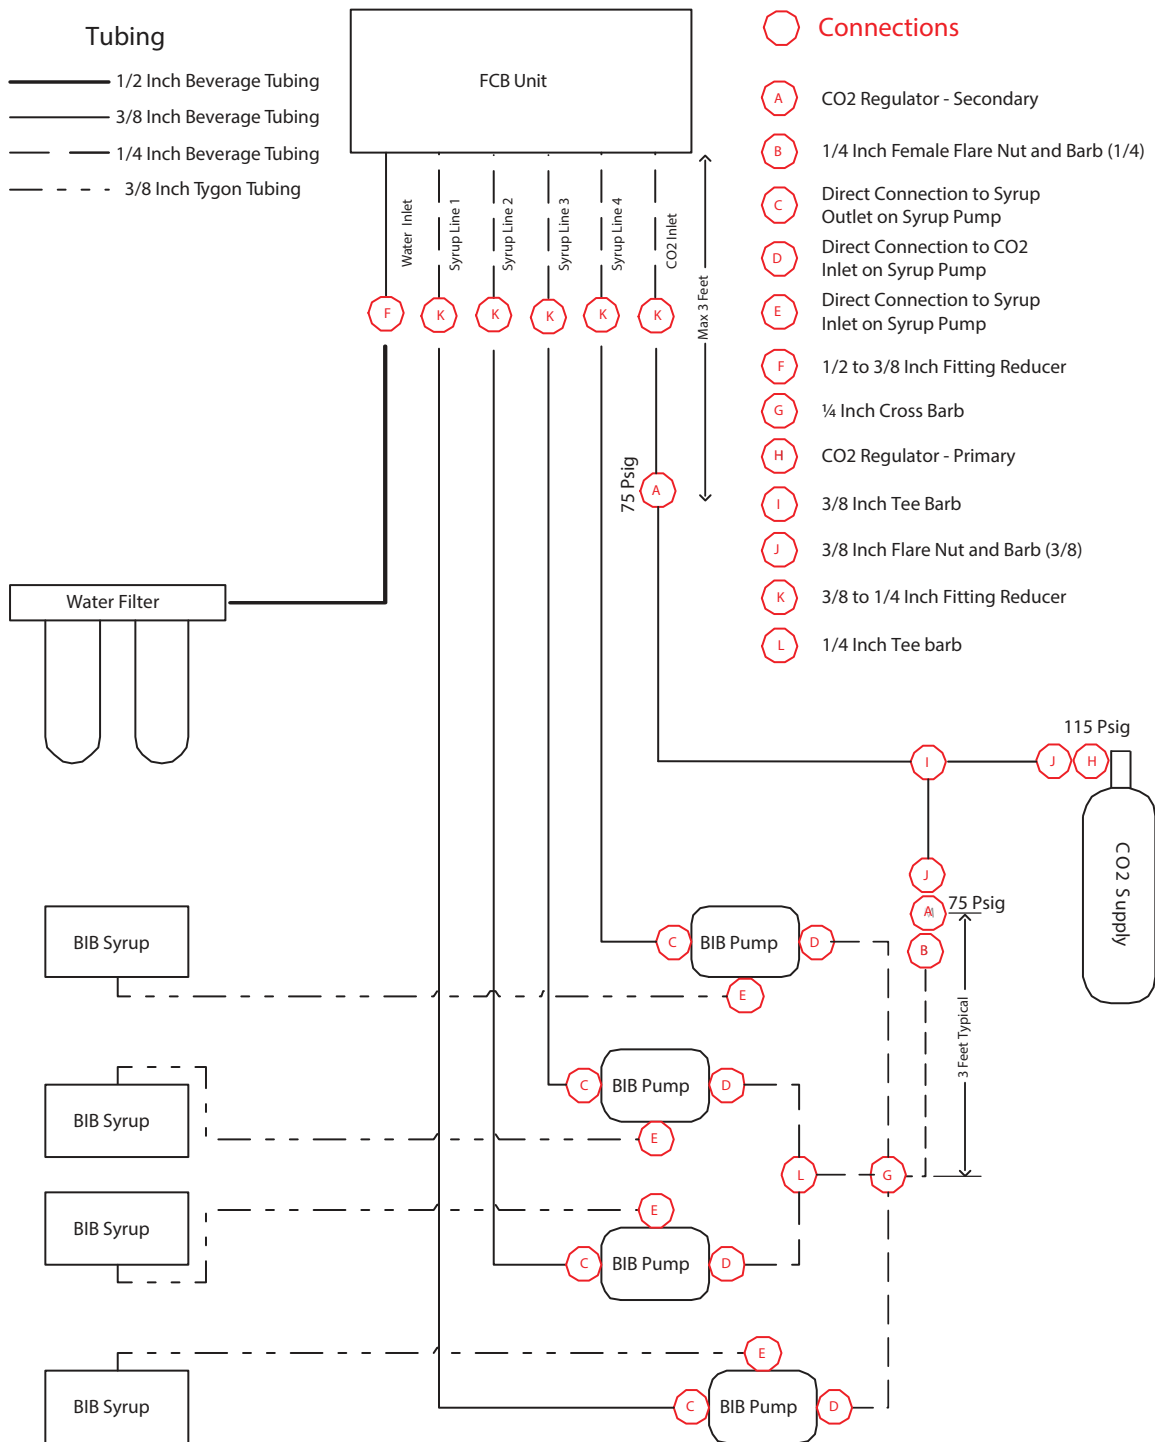 Tubing
1/2 Inch Beverage Tubing
3/8 Inch Beverage Tubing
1/4 Inch Beverage Tubing
3/8 Inch Tygon Tubing
FCB Unit
Water Inlet
Syrup Line 1
Syrup Line 2
Syrup Line 3
Syrup Line 4
CO2 Inlet
Max 3 Feet
F
K
K
K
K
K
75 Psig
A
Connections
A
CO2 Regulator - Secondary
B
1/4 Inch Female Flare Nut and Barb (1/4)
C
Direct Connection to Syrup
Outlet on Syrup Pump
D
Direct Connection to CO2
Inlet on Syrup Pump
E
Direct Connection to Syrup
Inlet on Syrup Pump
F
1/2 to 3/8 Inch Fitting Reducer
G
¼ Inch Cross Barb
H
CO2 Regulator - Primary
I
3/8 Inch Tee Barb
J
3/8 Inch Flare Nut and Barb (3/8)
K
3/8 to 1/4 Inch Fitting Reducer
L
1/4 Inch Tee barb
Water Filter
115 Psig
I
J
H
CO2 Supply
J
A
75 Psig
B
3 Feet Typical
BIB Syrup
C
BIB Pump
D
E
BIB Syrup
C
BIB Pump
D
E
L
G
BIB Syrup
E
C
BIB Pump
D
BIB Syrup
E
C
BIB Pump
D